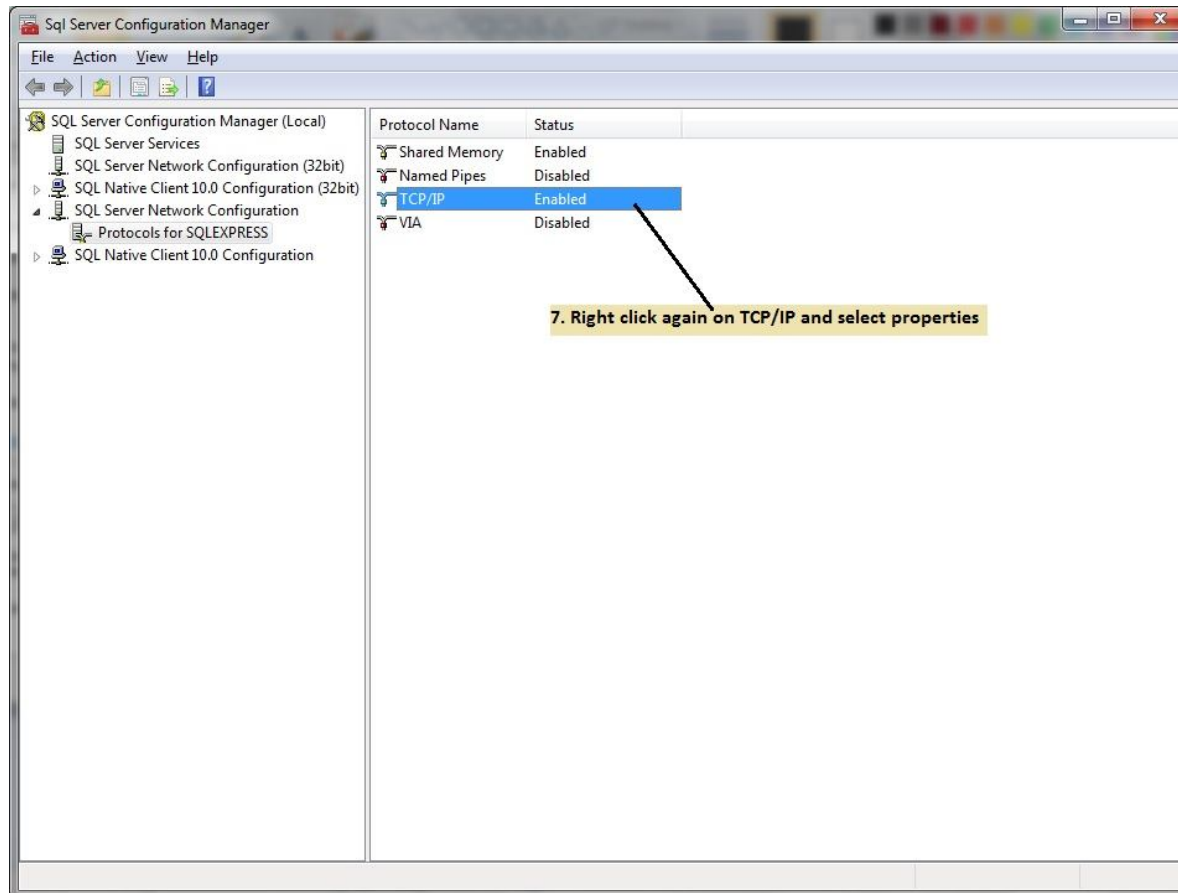 Sql Server Configuration Manager
File Action View Help
SQL Server Configuration Manager (Local)
SQL Server Services
SQL Server Network Configuration (32bit)
SQL Native Client 10.0 Configuration (32bit)
SQL Server Network Configuration
Protocols for SQLEXPRESS
SQL Native Client 10.0 Configuration
Protocol Name Status
Shared Memory Enabled
Named Pipes Disabled
TCP/IP Enabled
VIA Disabled
7. Right click again on TCP/IP and select properties